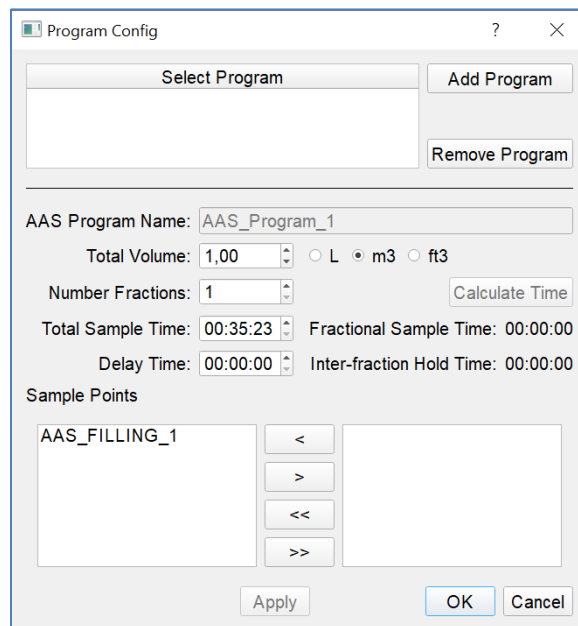 Program Config ?
Select Program Add Program
Remove Program
AAS Program Name: AAS_Program_1
Total Volume: 1,00 L m3 ft3
Number Fractions: 1 Calculate Time
Total Sample Time: 00:35:23 Fractional Sample Time: 00:00:00
Delay Time: 00:00:00 Inter-fraction Hold Time: 00:00:00
Sample Points
AAS_FILLING_1 <
>
<<
>>
Apply OK Cancel